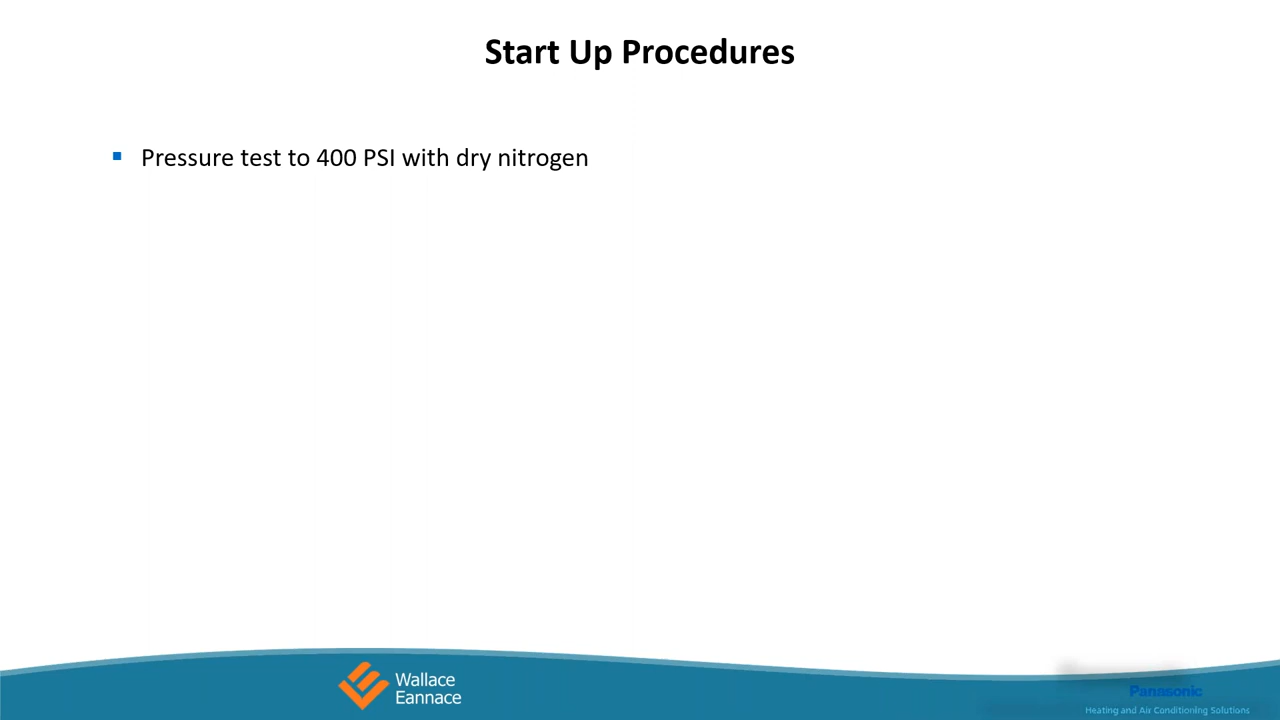 Start Up Procedures
Pressure test to 400 PSI with dry nitrogen
Wallace
Eannace
Panasonic
Heating and Air Conditioning Solutions